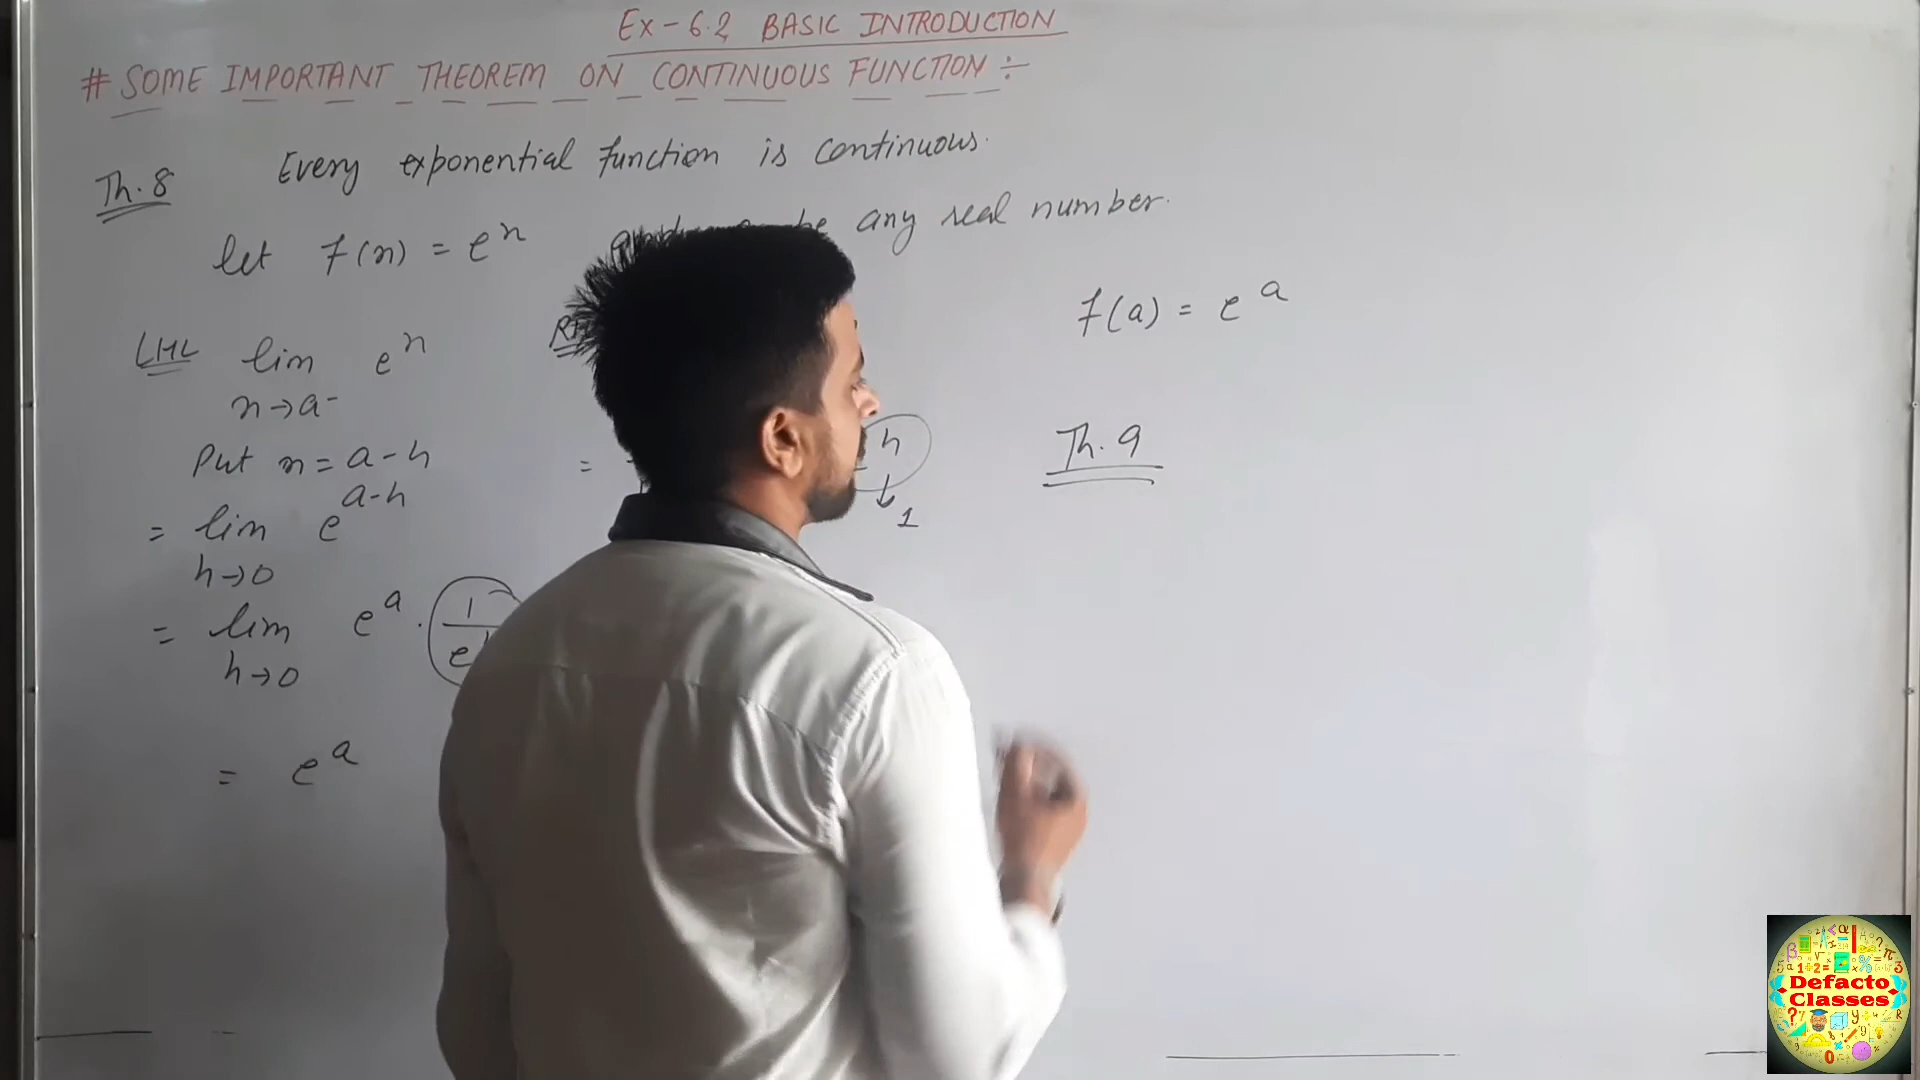 Ex - 6.2 BASIC INTRODUCTION
# SOME IMPORTANT THEOREM ON CONTINUOUS FUNCTION ÷
Th. 8 Every exponential function is continuous.
let f(x) = e^x be any real number.
f(a) = e^a
LHL lim e^x
x→a-
Put x = a-h
= lim e^a-h
h→0
= lim e^a . 1/e
h→0
= e^a
=
h
↓
1
Th. 9
Defacto
Classes